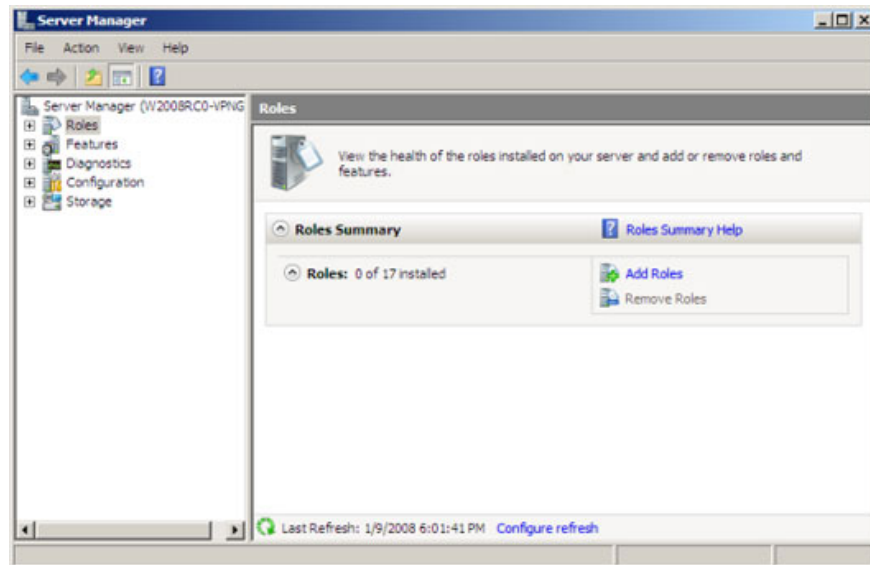 Server Manager
File Action View Help
Server Manager (W2008RC0-VPNG
Roles
Features
Diagnostics
Configuration
Storage
Roles
View the health of the roles installed on your server and add or remove roles and
features.
Roles Summary
Roles Summary Help
Roles: 0 of 17 installed
Add Roles
Remove Roles
Last Refresh: 1/9/2008 6:01:41 PM Configure refresh